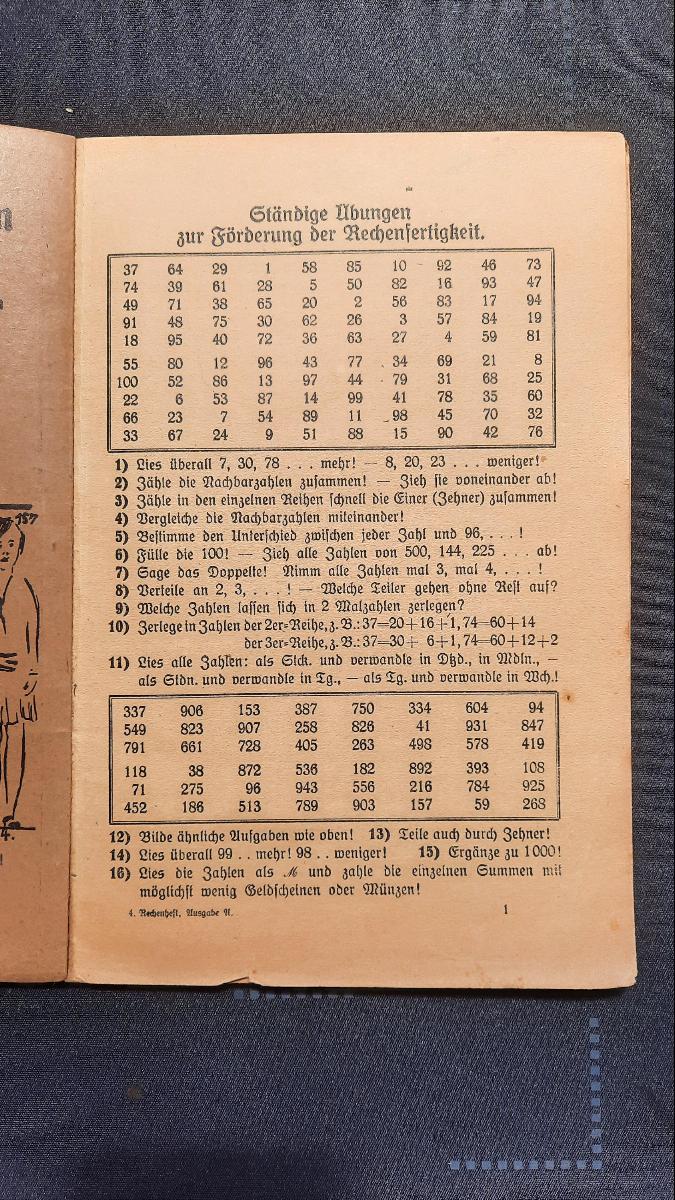 n
Ständige Übungen
zur Förderung der Rechenfertigkeit.
37 64 29 1 58 85 10 92 46 73
74 39 61 28 5 50 82 16 93 47
49 71 38 65 20 2 56 83 17 94
91 48 75 30 62 26 3 57 84 19
18 95 40 72 36 63 27 4 59 81
55 80 12 96 43 77 34 69 21 8
100 52 86 13 97 44 79 31 68 25
22 6 53 87 14 99 41 78 35 60
66 23 7 54 89 11 98 45 70 32
33 67 24 9 51 88 15 90 42 76
1) Lies überall 7, 30, 78 . . . mehr! — 8, 20, 23 . . . weniger!
2) Zähle die Nachbarzahlen zusammen! — Zieh sie voneinander ab!
3) Zähle in den einzelnen Reihen schnell die Einer (Zehner) zusammen!
4) Vergleiche die Nachbarzahlen miteinander!
5) Bestimme den Unterschied zwischen jeder Zahl und 96, . . . !
6) Fülle die 100! — Zieh alle Zahlen von 500, 144, 225 . . . ab!
7) Sage das Doppelte! Nimm alle Zahlen mal 3, mal 4, . . . !
8) Verteile an 2, 3, . . . ! — Welche Teiler gehen ohne Rest auf?
9) Welche Zahlen lassen sich in 2 Malzahlen zerlegen?
10) Zerlege in Zahlen der 2er=Reihe, z. B.: 37=20+16+1, 74=60+14
der 3er=Reihe, z. B.: 37=30+ 6+1, 74=60+12+2
11) Lies alle Zahlen: als Stck. und verwandle in Dtzd., in Mdln., —
als Stdn. und verwandle in Tg., — als Tg. und verwandle in Wch.!
337 906 153 387 750 334 604 94
549 823 907 258 826 41 931 847
791 661 728 405 263 498 578 419
118 38 872 536 182 892 393 108
71 275 96 943 556 216 784 925
452 186 513 789 903 157 59 268
12) Bilde ähnliche Aufgaben wie oben! 13) Teile auch durch Zehner!
14) Lies überall 99 . . mehr! 98 . . weniger! 15) Ergänze zu 1000!
16) Lies die Zahlen als ℳ und zahle die einzelnen Summen mit
möglichst wenig Geldscheinen oder Münzen!
4. Rechenheft, Ausgabe A. 1
157
4.
!